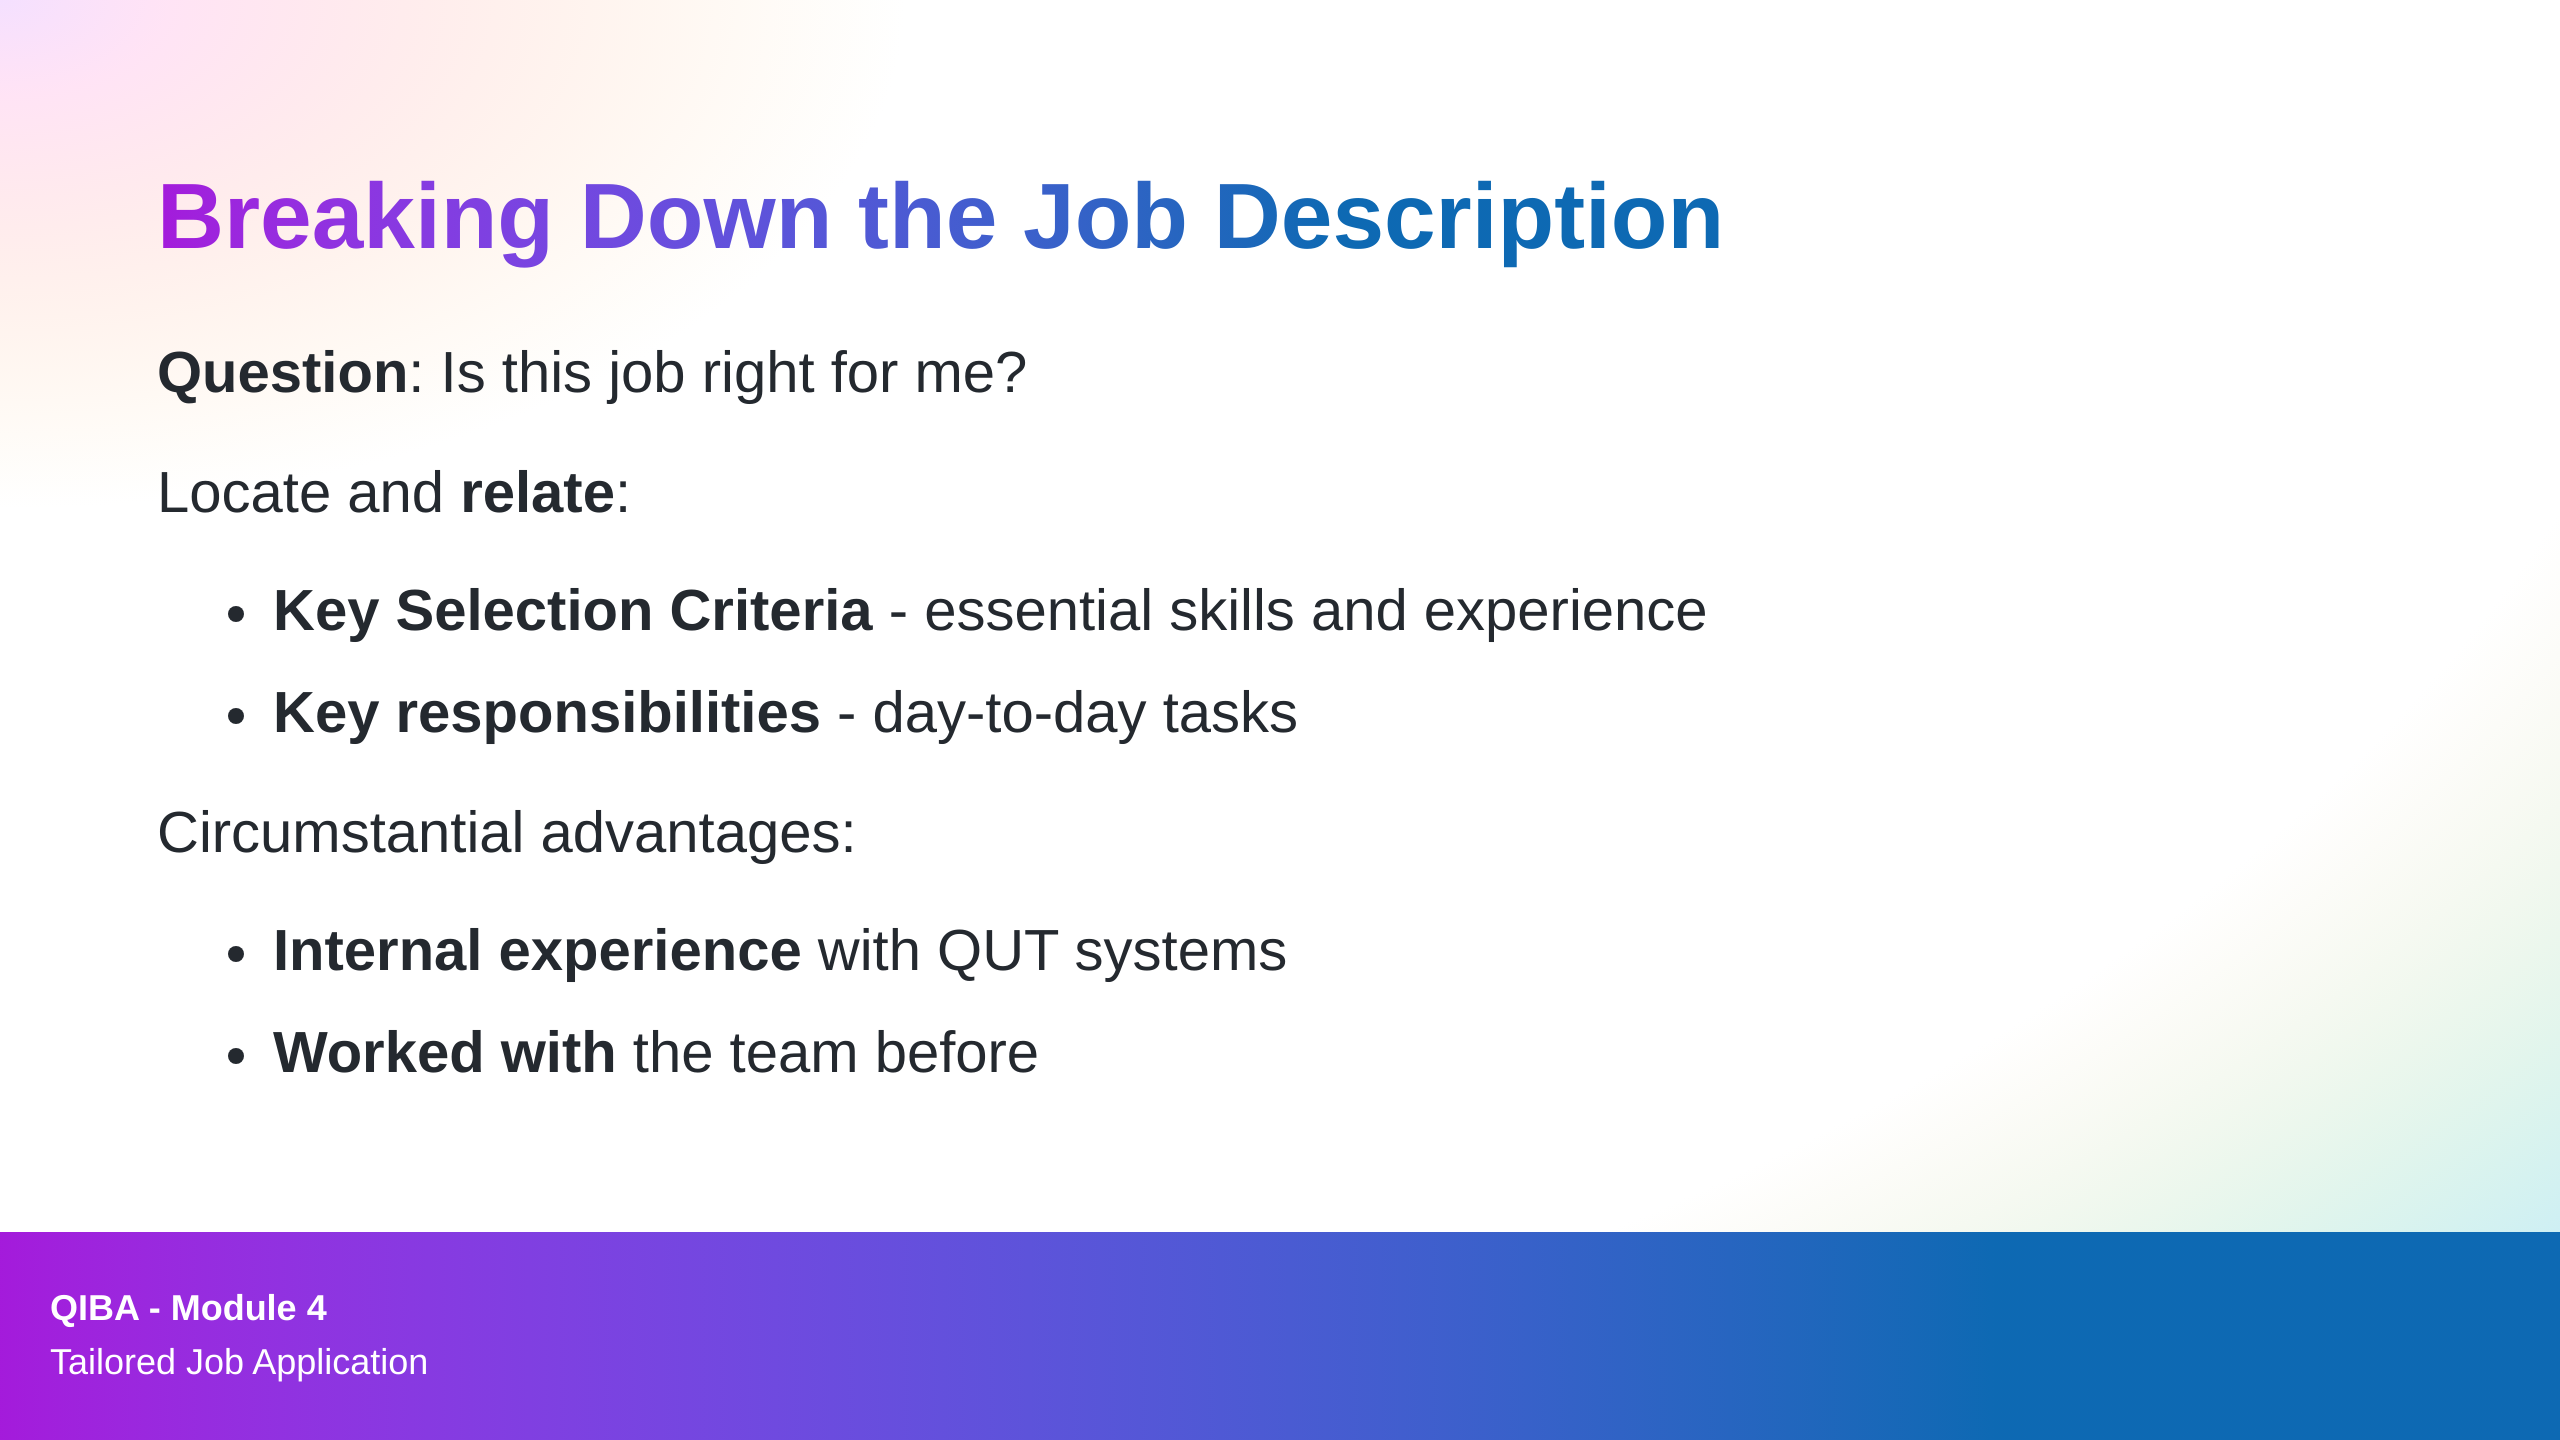 Breaking Down the Job Description
Question: Is this job right for me?
Locate and relate:
• Key Selection Criteria - essential skills and experience
• Key responsibilities - day-to-day tasks
Circumstantial advantages:
• Internal experience with QUT systems
• Worked with the team before
QIBA - Module 4
Tailored Job Application